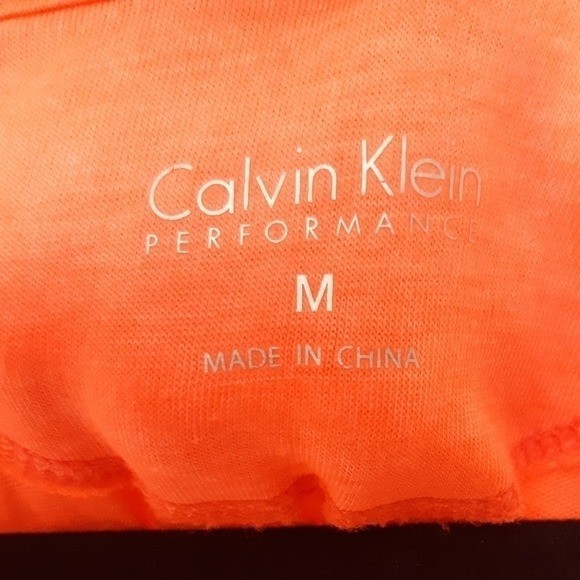 Calvin Klein
PERFORMANCE
M
MADE IN CHINA